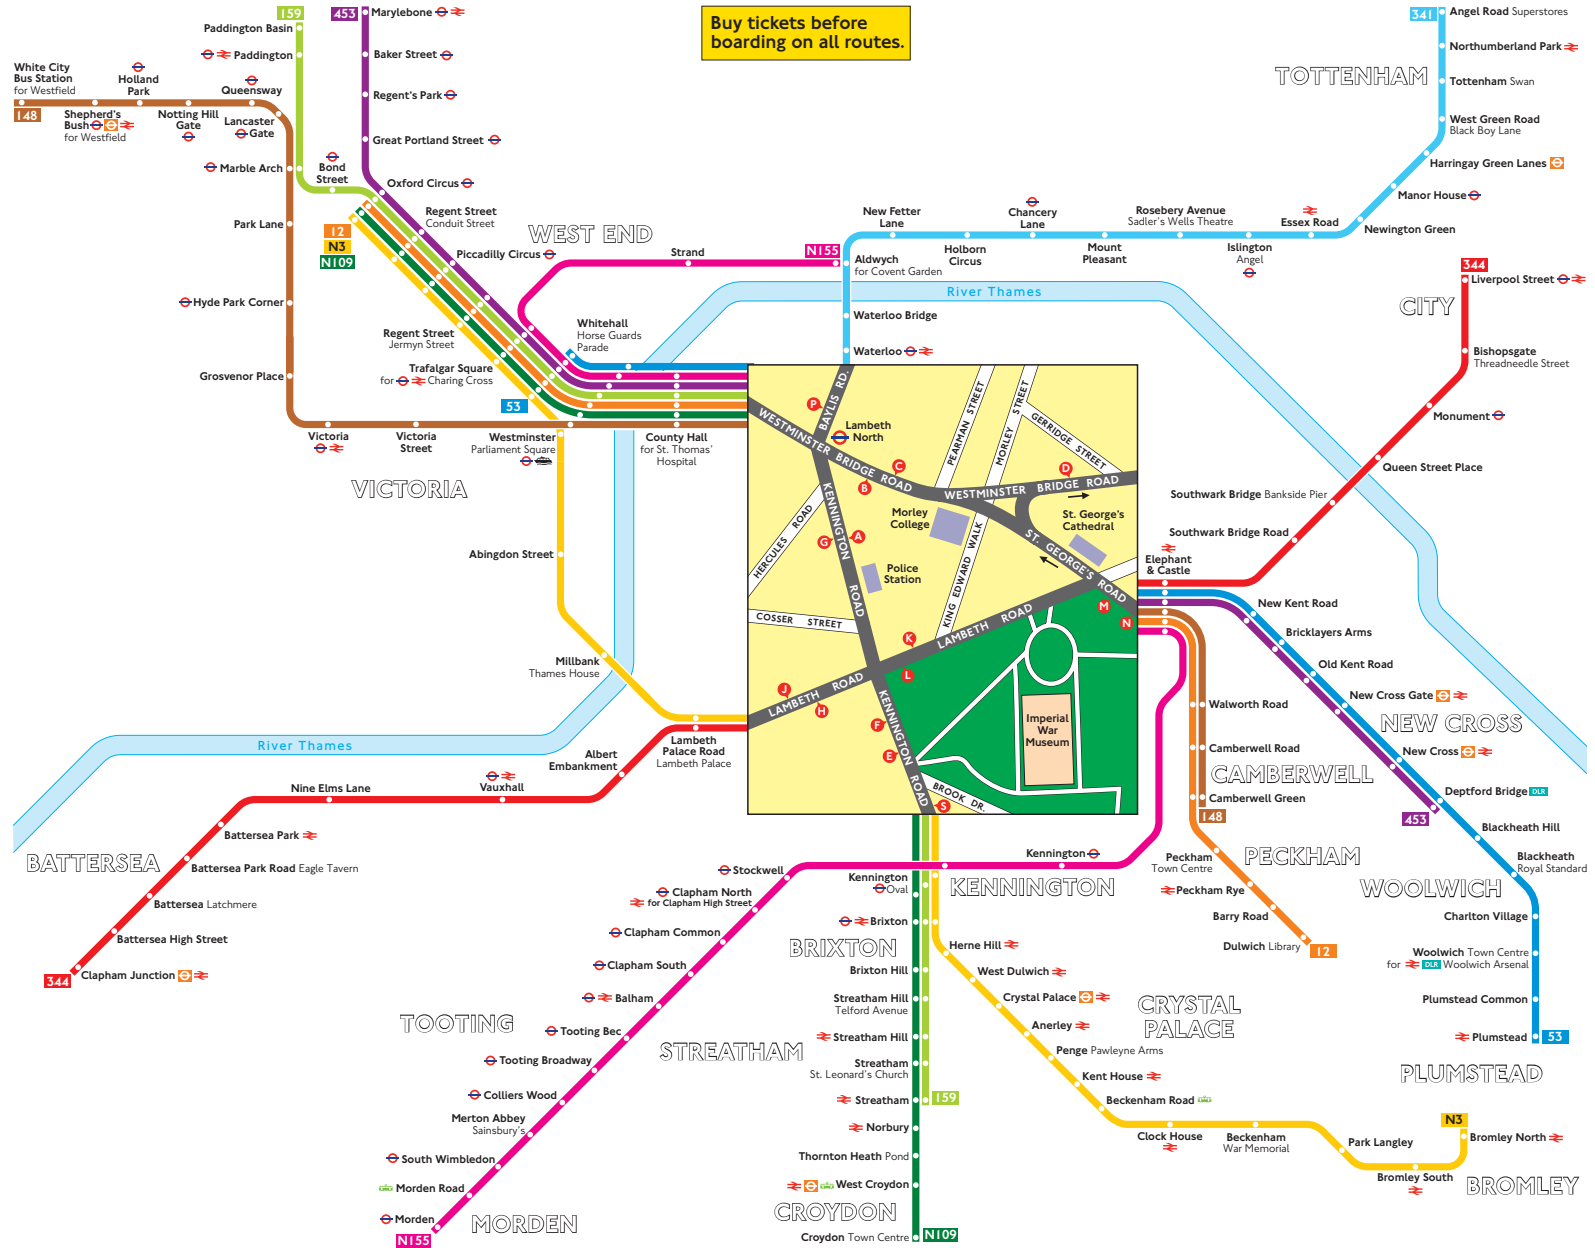 Buy tickets before
boarding on all routes.
159
Paddington Basin
Paddington
453
Marylebone
Baker Street
Regent's Park
Great Portland Street
Oxford Circus
White City
Bus Station
for Westfield
148
Shepherd's
Bush
for Westfield
Holland
Park
Notting Hill
Gate
Queensway
Lancaster
Gate
Marble Arch
Bond
Street
Park Lane
Hyde Park Corner
Grosvenor Place
Victoria
Victoria
Street
12
N3
N109
Regent Street
Conduit Street
Piccadilly Circus
WEST END
Strand
N155
Regent Street
Jermyn Street
Trafalgar Square
for Charing Cross
53
Whitehall
Horse Guards
Parade
Westminster
Parliament Square
County Hall
for St. Thomas'
Hospital
VICTORIA
Abingdon Street
Millbank
Thames House
341
Angel Road Superstores
Northumberland Park
TOTTENHAM
Tottenham Swan
West Green Road
Black Boy Lane
Harringay Green Lanes
Manor House
Newington Green
Essex Road
Islington
Angel
Rosebery Avenue
Sadler's Wells Theatre
Mount
Pleasant
Chancery
Lane
Holborn
Circus
New Fetter
Lane
Aldwych
for Covent Garden
Waterloo Bridge
Waterloo
River Thames
344
Liverpool Street
CITY
Bishopsgate
Threadneedle Street
Monument
Queen Street Place
Southwark Bridge Bankside Pier
Southwark Bridge Road
Elephant
& Castle
BAYLIS RD.
P
Lambeth
North
WESTMINSTER BRIDGE ROAD
C
B
PEARMAN STREET
MORLEY STREET
GERRIDGE STREET
D
WESTMINSTER BRIDGE ROAD
Morley
College
St. George's
Cathedral
HERCULES ROAD
KENNINGTON ROAD
G
A
ST. GEORGE'S ROAD
KING EDWARD WALK
Police
Station
COSSER STREET
M
N
K
L
LAMBETH ROAD
LAMBETH ROAD
J
H
F
E
KENNINGTON ROAD
Imperial
War
Museum
BROOK DR.
S
New Kent Road
Bricklayers Arms
Old Kent Road
New Cross Gate
NEW CROSS
New Cross
Deptford Bridge DLR
453
Blackheath Hill
Blackheath
Royal Standard
WOOLWICH
Charlton Village
Woolwich Town Centre
for DLR Woolwich Arsenal
Plumstead Common
Plumstead
53
PLUMSTEAD
Walworth Road
Camberwell Road
CAMBERWELL
Camberwell Green
148
Peckham
Town Centre
PECKHAM
Peckham Rye
Barry Road
Dulwich Library
12
River Thames
Lambeth
Palace Road
Lambeth Palace
Albert
Embankment
Vauxhall
Nine Elms Lane
Battersea Park
BATTERSEA
Battersea Park Road Eagle Tavern
Battersea Latchmere
Battersea High Street
344
Clapham Junction
Kennington
KENNINGTON
Stockwell
Clapham North
for Clapham High Street
Clapham Common
Clapham South
Balham
TOOTING
Tooting Bec
Tooting Broadway
Colliers Wood
Merton Abbey
Sainsbury's
South Wimbledon
Morden Road
Morden
N155
MORDEN
Kennington
Oval
Brixton
BRIXTON
Brixton Hill
Streatham Hill
Telford Avenue
Streatham Hill
STREATHAM
Streatham
St. Leonard's Church
Streatham
159
Norbury
Thornton Heath Pond
West Croydon
CROYDON
Croydon Town Centre
N109
Herne Hill
West Dulwich
Crystal Palace
CRYSTAL
PALACE
Anerley
Penge Pawleyne Arms
Kent House
Beckenham Road
Clock House
Beckenham
War Memorial
Park Langley
Bromley South
N3
Bromley North
BROMLEY